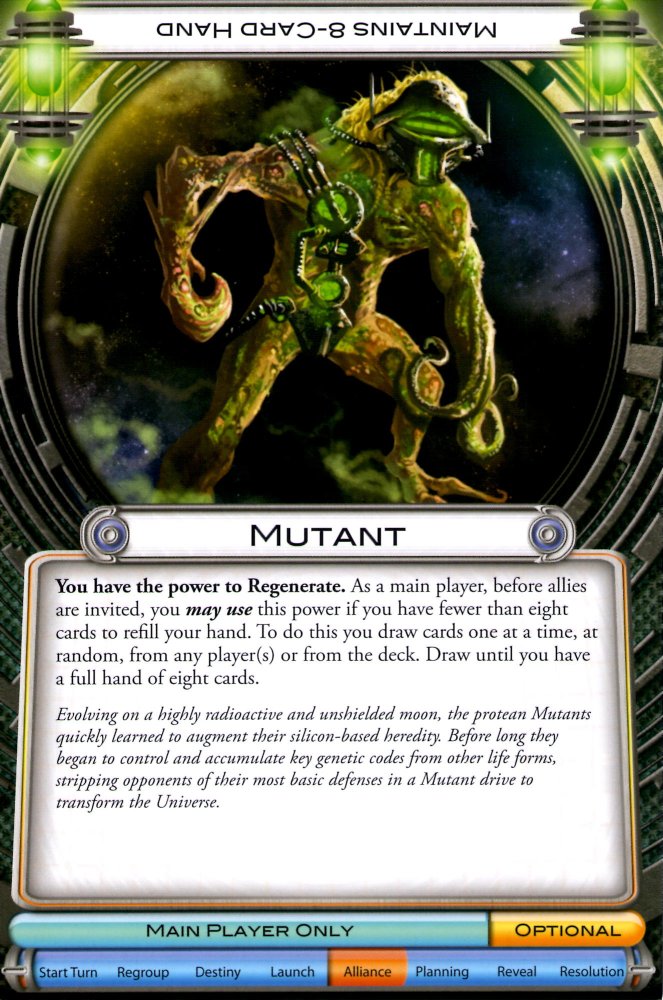 Maintains 8-Card Hand
Mutant
You have the power to Regenerate. As a main player, before allies
are invited, you may use this power if you have fewer than eight
cards to refill your hand. To do this you draw cards one at a time, at
random, from any player(s) or from the deck. Draw until you have
a full hand of eight cards.
Evolving on a highly radioactive and unshielded moon, the protean Mutants
quickly learned to augment their silicon-based heredity. Before long they
began to control and accumulate key genetic codes from other life forms,
stripping opponents of their most basic defenses in a Mutant drive to
transform the Universe.
Main Player Only Optional
Start Turn Regroup Destiny Launch Alliance Planning Reveal Resolution